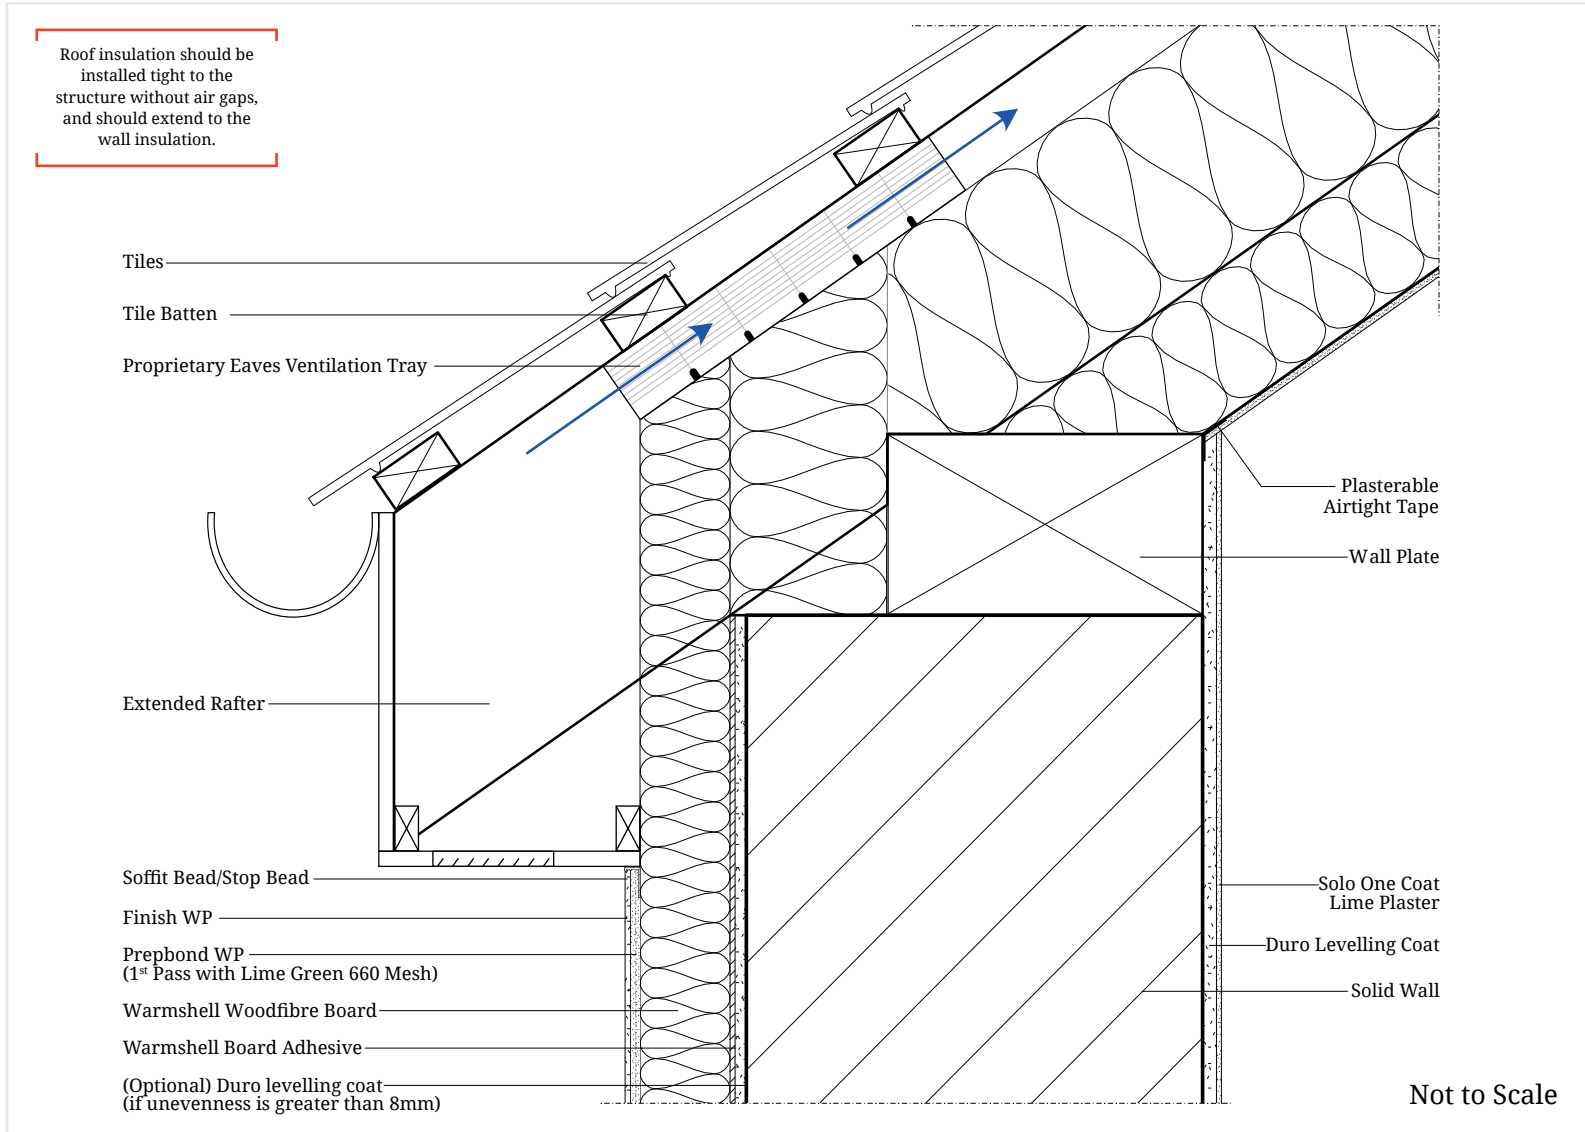 Roof insulation should be
installed tight to the
structure without air gaps,
and should extend to the
wall insulation.
Tiles
Tile Batten
Proprietary Eaves Ventilation Tray
Extended Rafter
Soffit Bead/Stop Bead
Finish WP
Prepbond WP
(1st Pass with Lime Green 660 Mesh)
Warmshell Woodfibre Board
Warmshell Board Adhesive
(Optional) Duro levelling coat
(if unevenness is greater than 8mm)
Plasterable
Airtight Tape
Wall Plate
Solo One Coat
Lime Plaster
Duro Levelling Coat
Solid Wall
Not to Scale